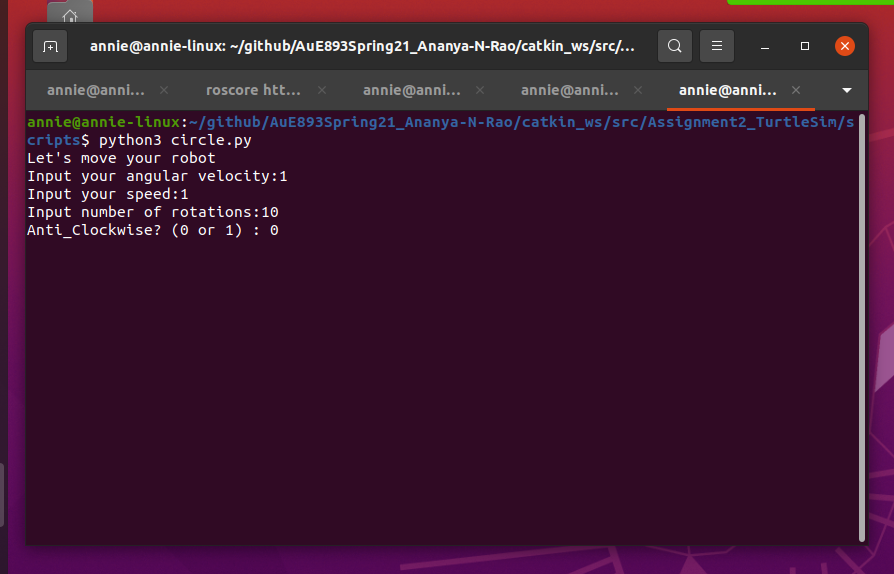 annie@annie-linux: ~/github/AuE893Spring21_Ananya-N-Rao/catkin_ws/src/...
annie@anni... roscore htt... annie@anni... annie@anni... annie@anni...
annie@annie-linux:~/github/AuE893Spring21_Ananya-N-Rao/catkin_ws/src/Assignment2_TurtleSim/s
cripts$ python3 circle.py
Let's move your robot
Input your angular velocity:1
Input your speed:1
Input number of rotations:10
Anti_Clockwise? (0 or 1) : 0